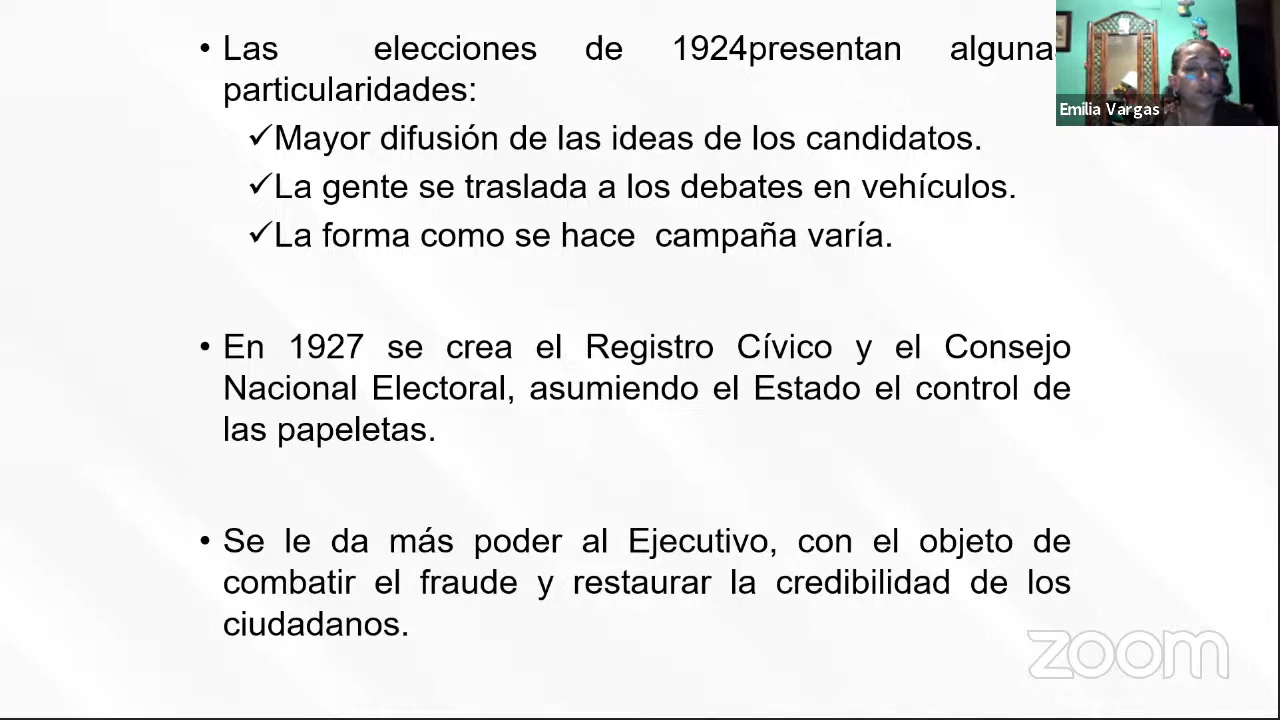 • Las elecciones de 1924presentan alguna
particularidades:
✓Mayor difusión de las ideas de los candidatos.
✓La gente se traslada a los debates en vehículos.
✓La forma como se hace campaña varía.
Emilia Vargas
• En 1927 se crea el Registro Cívico y el Consejo
Nacional Electoral, asumiendo el Estado el control de
las papeletas.
• Se le da más poder al Ejecutivo, con el objeto de
combatir el fraude y restaurar la credibilidad de los
ciudadanos.
zoom